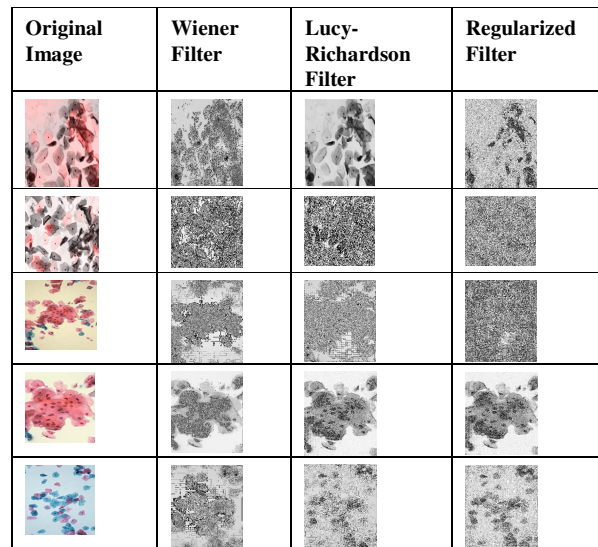 Original Image
Wiener Filter
Lucy-Richardson Filter
Regularized Filter